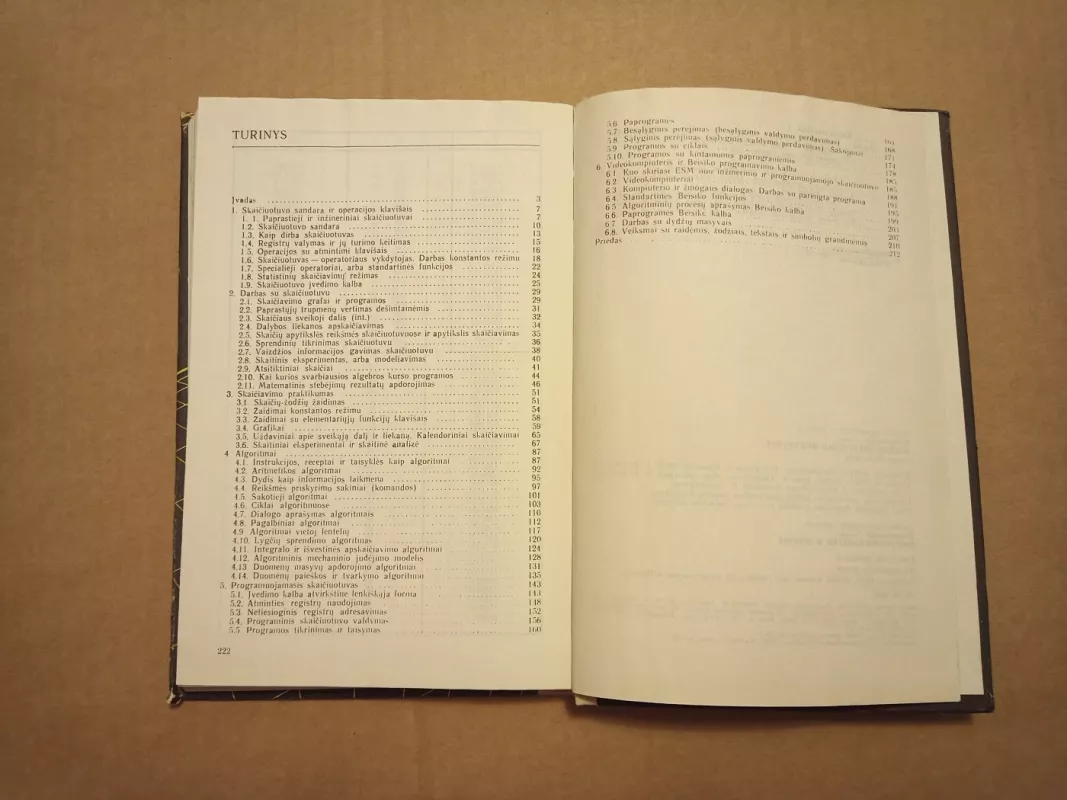 TURINYS
Įvadas 3
1. Skaičiuotuvo sandara ir operacijos klavišais 7
1. 1. Paprastieji ir inžineriniai skaičiuotuvai 7
1.2. Skaičiuotuvo sandara 10
1.3. Kaip dirba skaičiuotuvas 13
1.4. Registrų valymas ir jų turimo keitimas 15
1.5. Operacijos su atmintimi klavišais 16
1.6. Skaičiuotuvas — operatoriaus vykdytojas. Darbas konstantos režimu 18
1.7. Specialieji operatoriai, arba standartinės funkcijos 22
1.8. Statistinių skaičiavimų režimas 24
1.9. Skaičiuotuvo įvedimo kalba 25
2. Darbas su skaičiuotuvu 29
2.1. Skaičiavimo grafai ir programos 29
2.2. Paprastųjų trupmenų vertimas dešimtainėmis 31
2.3. Skaičiaus sveikoji dalis (int.) 32
2.4. Dalybos liekanos apskaičiavimas 34
2.5. Skaičių apytikslės reikšmės skaičiuotuvuose ir apytikslis skaičiavimas 35
2.6. Sprendinių tikrinimas skaičiuotuvu 36
2.7. Vaizdžios informacijos gavimas skaičiuotuvu 38
2.8. Skaitinis eksperimentas, arba modeliavimas 40
2.9. Atsitiktiniai skaičiai 41
2.10. Kai kurios svarbiausios algebros kurso programos 44
2.11. Matematinis stebėjimų rezultatų apdorojimas 46
3. Skaičiavimo praktikumas 51
3.1. Skaičių-žodžių žaidimas 51
3.2. Žaidimai konstantos režimu 54
3.3. Žaidimai su elementariųjų funkcijų klavišais 58
3.4. Grafikai 59
3.5. Uždaviniai apie sveikąją dalį ir liekaną. Kalendoriniai skaičiavimai 65
3.6. Skaitiniai eksperimentai ir skaitinė analizė 67
4 Algoritmai 87
4.1. Instrukcijos, receptai ir taisyklės kaip algoritmai 87
4.2. Aritmetikos algoritmai 92
4.3. Dydis kaip informacijos laikmena 95
4.4. Reikšmės priskyrimo sakiniai (komandos) 97
4.5. Šakotieji algoritmai 101
4.6. Ciklai algoritmuose 103
4.7. Dialogo aprašymas algoritmais 110
4.8. Pagalbiniai algoritmai 112
4.9 Algoritmai vietoj lentelių 117
4.10. Lygčių sprendimo algoritmas 120
4.11. Integralo ir išvestinės apskaičiavimo algoritmai 124
4.12. Algoritminis mechaninio judėjimo modelis 128
4.13 Duomenų masyvų apdorojimo algoritmai 131
4.14. Duomenų paieškos ir tvarkymo algoritmai 135
5. Programuojamasis skaičiuotuvas 143
5.1. Įvedimo kalba atvirkštine lenkiškąja forma 143
5.2. Atminties registrų naudojimas 148
5.3 Netiesioginis registrų adresavimas 152
5.4. Programinis skaičiuotuvo valdymas 156
5.5 Programos tikrinimas ir taisymas 160
222
5.6 Paprogramės
5.7 Besąlyginis perėjimas (besąlyginis valdymo perdavimas) 165
5.8 Sąlyginis perėjimas (sąlyginis valdymo perdavimas) Šakojimai 168
5.9 Programos su ciklais 171
5.10. Programos su kintamomis paprogramėmis 174
6. Videokompiuteris ir Beisiko programavimo kalba 178
6.1. Kuo skiriasi ESM nuo inžinerinio ir programuojamojo skaičiuotuvo 185
6.2. Videokompiuteriai 185
6.3 Kompiuterio ir žmogaus dialogas Darbas su parengta programa 188
6.4. Standartinės Beisiko funkcijos 191
6.5 Algoritminių procesų aprašymas Beisiko kalba 195
6.6. Paprogramės Beisiko kalba 199
6.7 Darbas su dydžių masyvais 203
6.8. Veiksmai su raidėmis, žodžiais, tekstais ir simbolių grandinėmis 207
Priedas 210
212